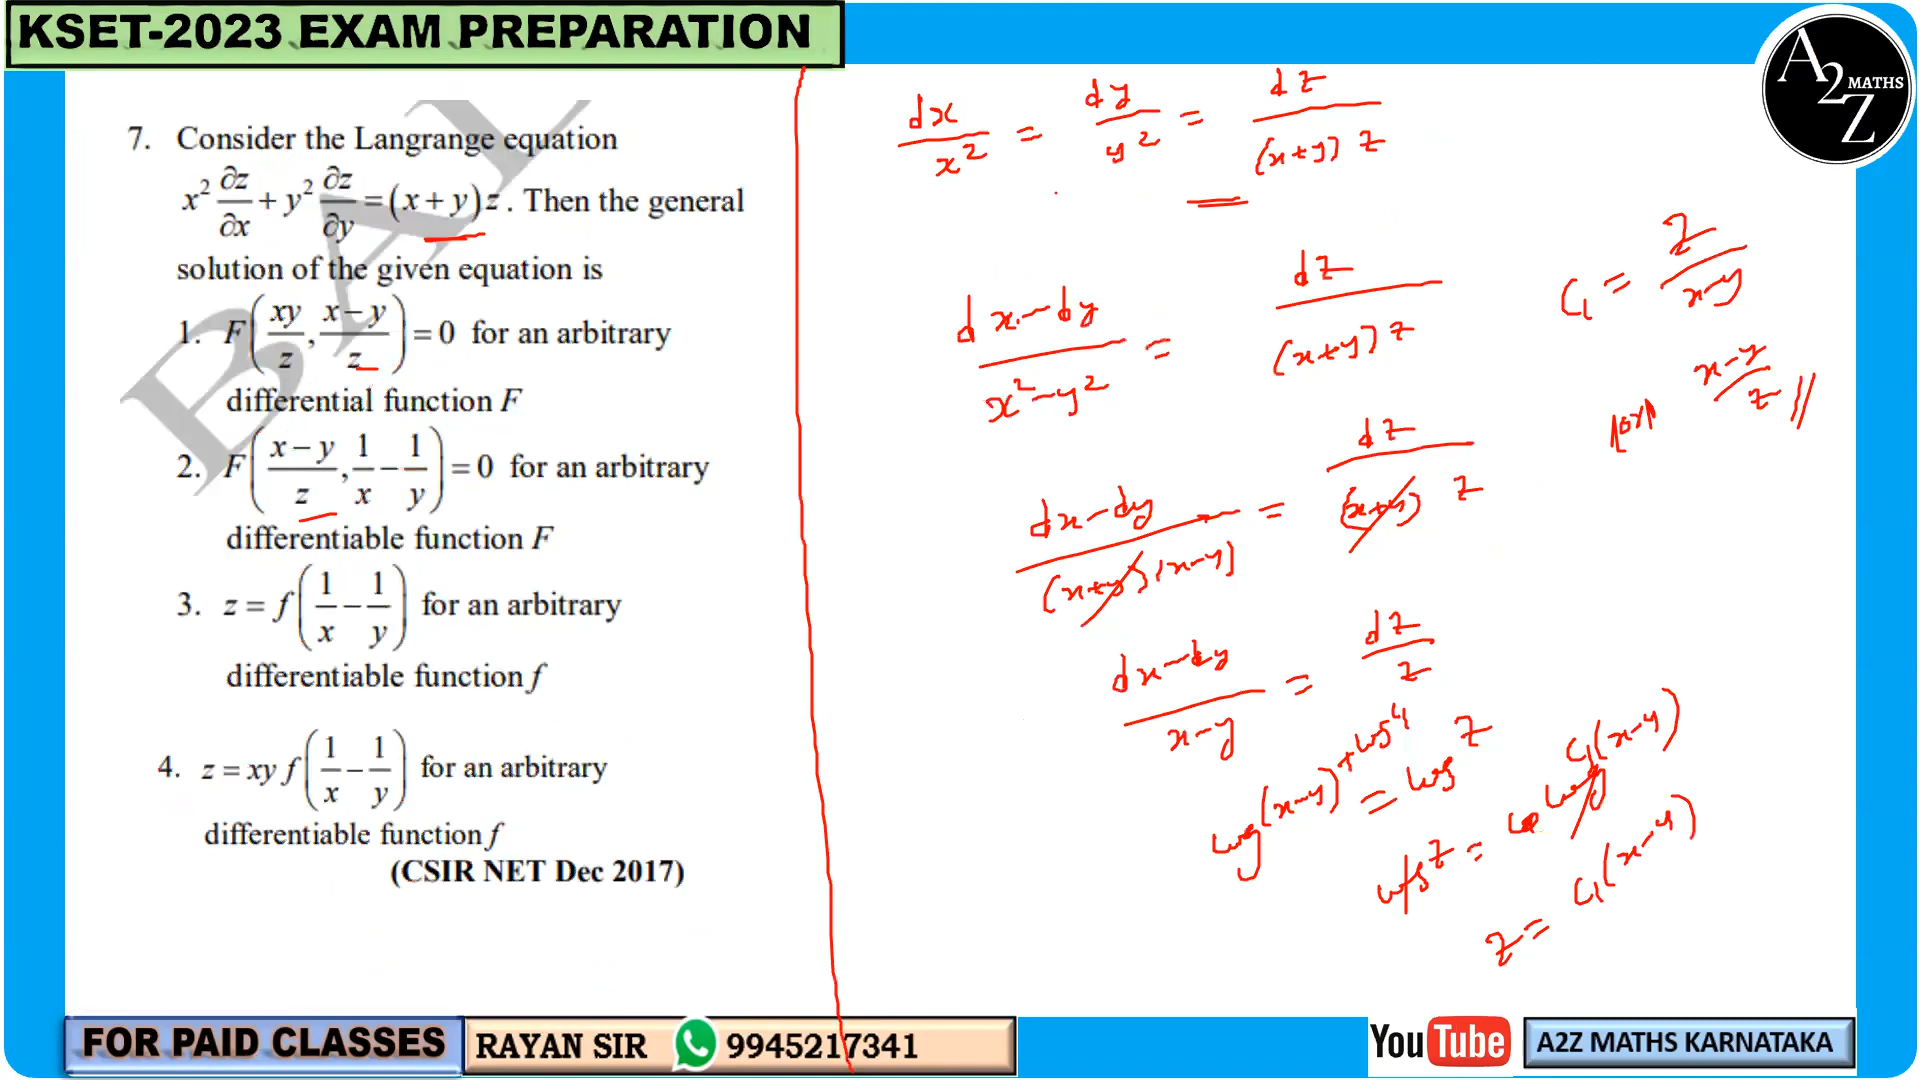 KSET-2023 EXAM PREPARATION
A2Z MATHS
7. Consider the Langrange equation
x² ∂z/∂x + y² ∂z/∂y = (x + y) z . Then the general
solution of the given equation is
1. F(xy/z, x−y/z) = 0 for an arbitrary
differential function F
2. F(x−y/z, 1/x − 1/y) = 0 for an arbitrary
differentiable function F
3. z = f(1/x − 1/y) for an arbitrary
differentiable function f
4. z = xy f(1/x − 1/y) for an arbitrary
differentiable function f
(CSIR NET Dec 2017)
dx/x² = dy/y² = dz/(x+y) z
dx−dy/x²−y² = dz/(x+y) z
dx−dy/(x+y)(x−y) = dz/(x+y) z
dx−dy/x−y = dz/z
log(x−y) + log c₁ = log z
log z = log c₁(x−y)
z = c₁(x−y)
c₁ = z/x−y
(or) x−y/z //
FOR PAID CLASSES
RAYAN SIR 9945217341
YouTube
A2Z MATHS KARNATAKA